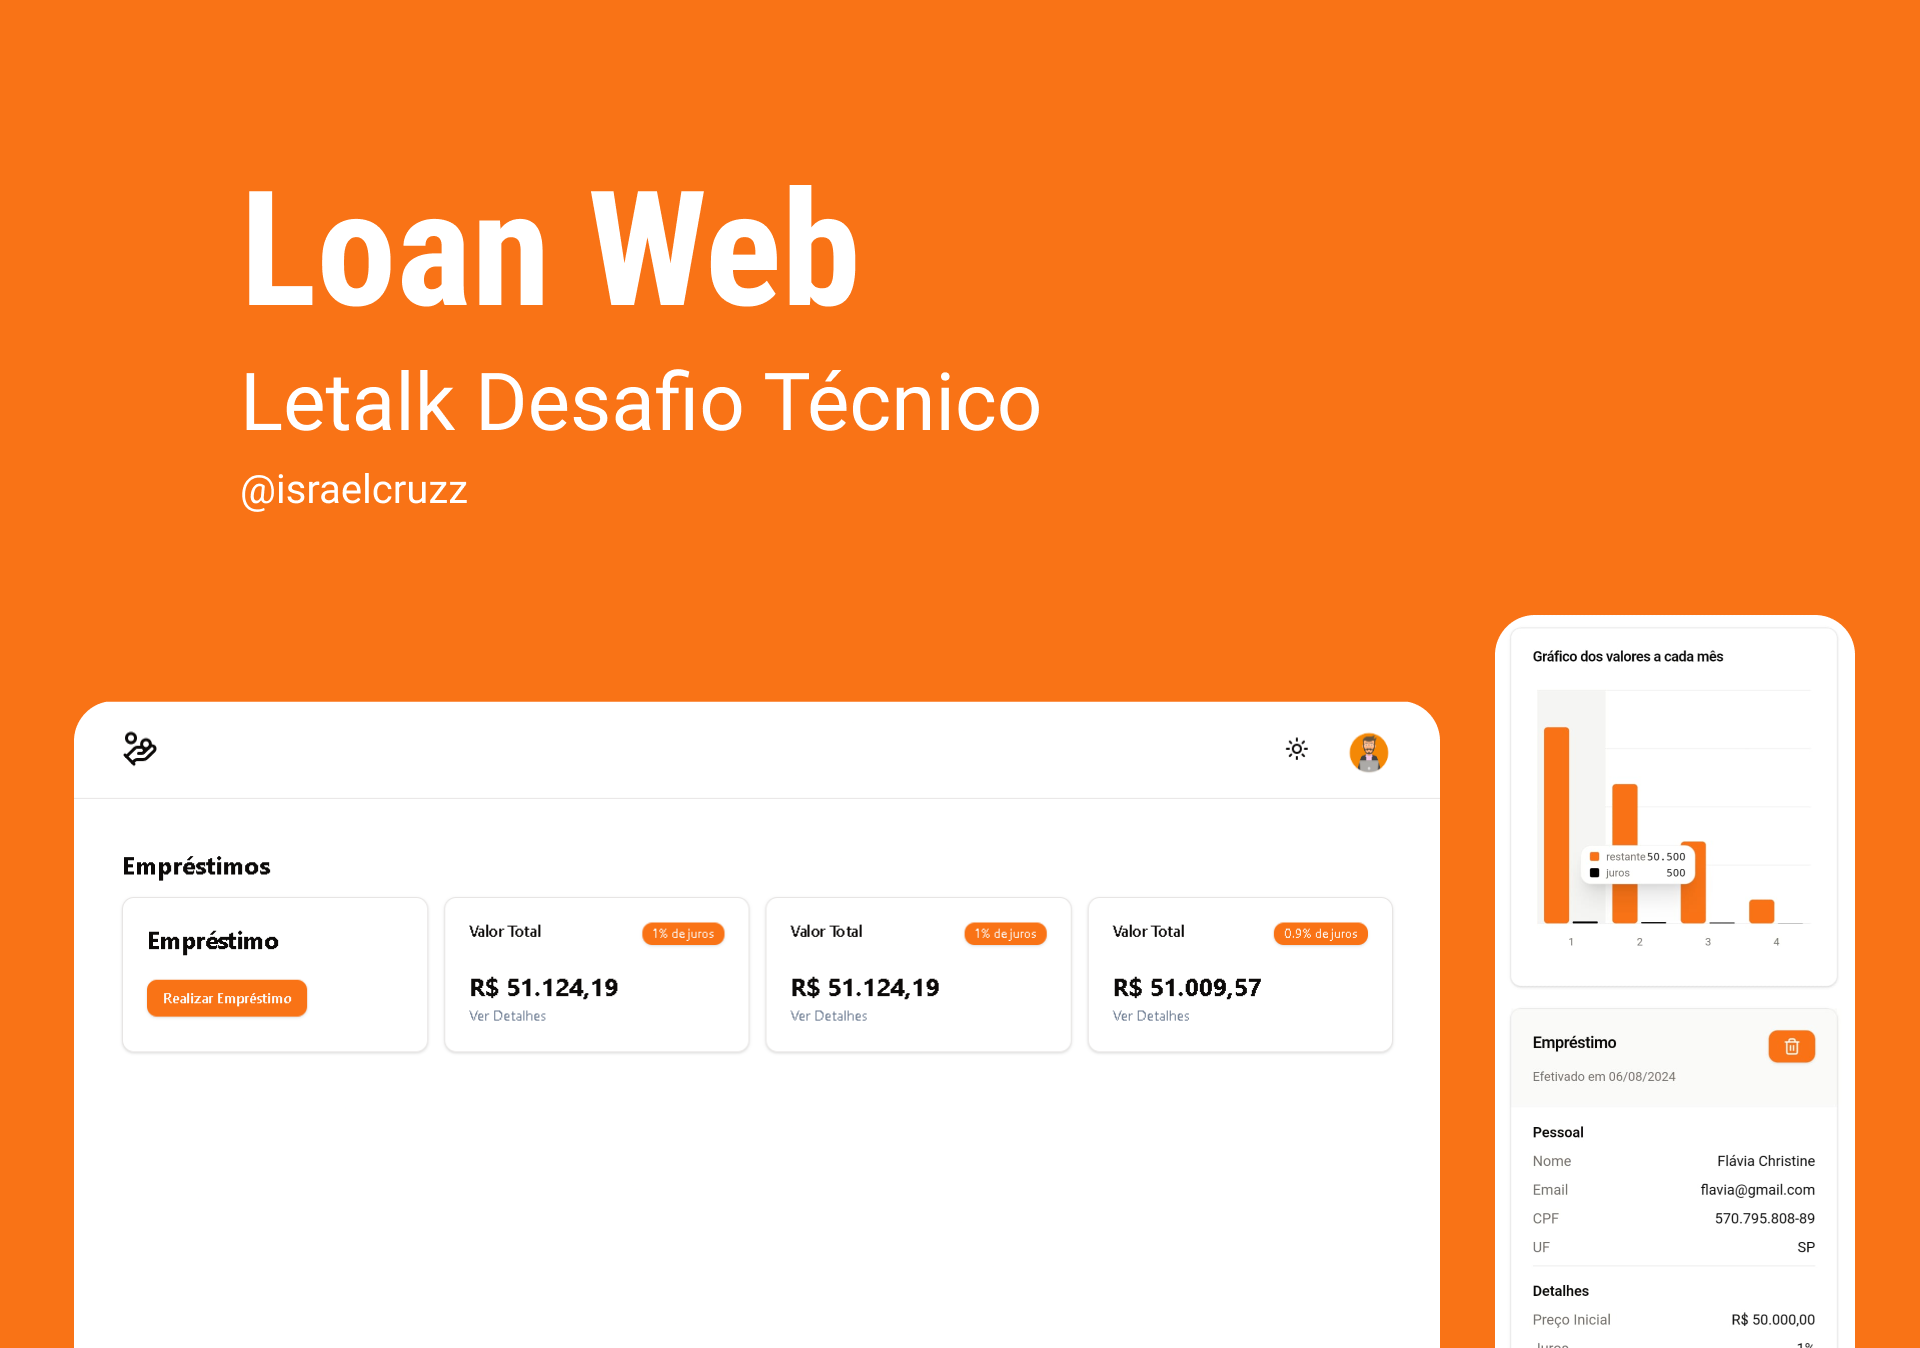 Loan Web
Letalk Desafio Técnico
@israelcruzz
Empréstimos
Empréstimo
Realizar Empréstimo
Valor Total
1% de juros
R$ 51.124,19
Ver Detalhes
Valor Total
1% de juros
R$ 51.124,19
Ver Detalhes
Valor Total
0.9% de juros
R$ 51.009,57
Ver Detalhes
Gráfico dos valores a cada mês
restante 50.500
juros 500
1 2 3 4
Empréstimo
Efetivado em 06/08/2024
Pessoal
Nome Flávia Christine
Email flavia@gmail.com
CPF 570.795.808-89
UF SP
Detalhes
Preço Inicial R$ 50.000,00
Juros 1%